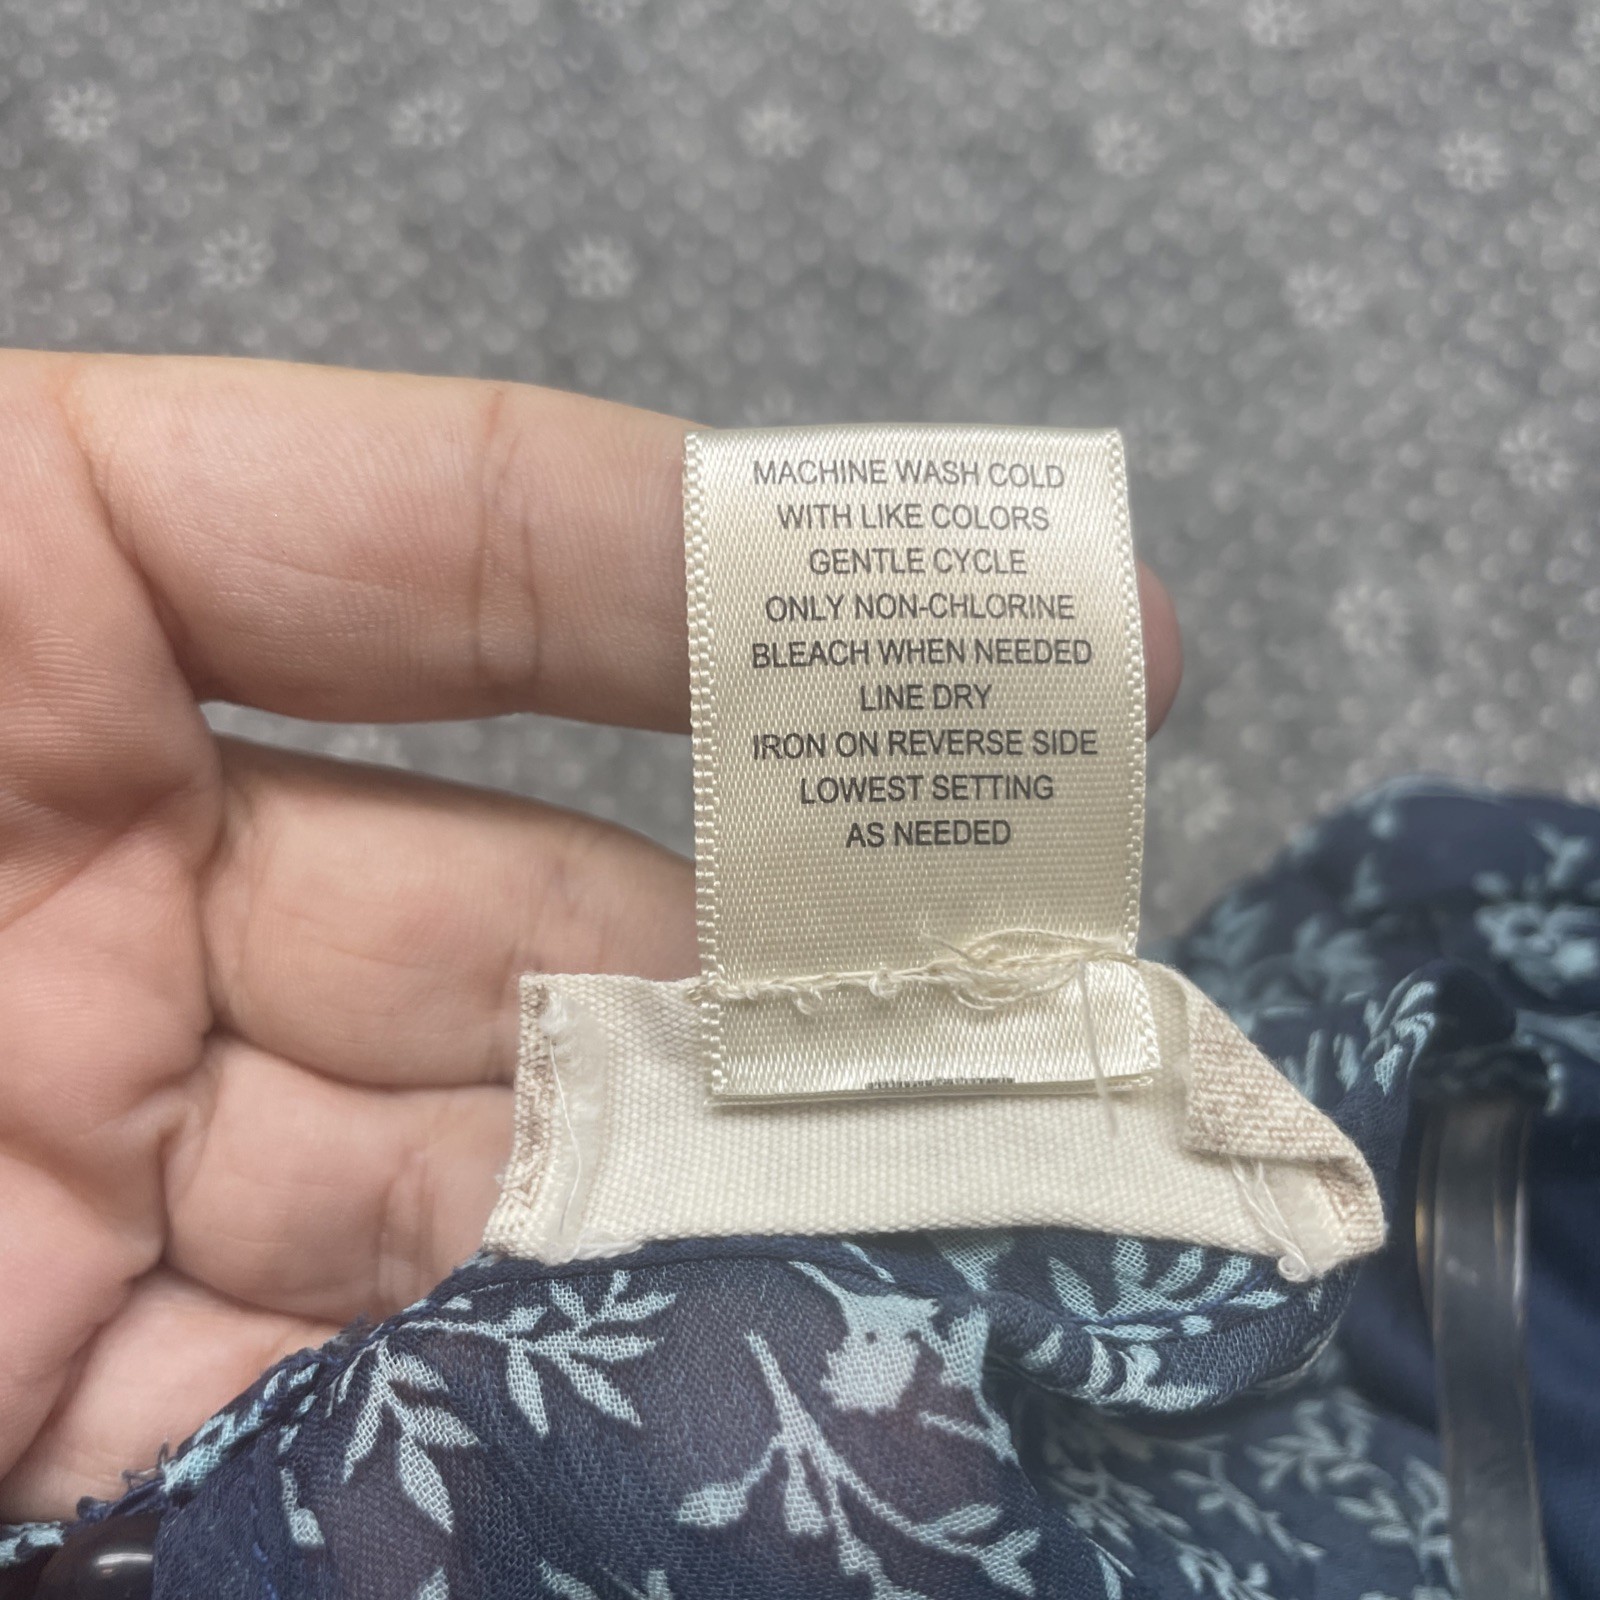 MACHINE WASH COLD
WITH LIKE COLORS
GENTLE CYCLE
ONLY NON-CHLORINE
BLEACH WHEN NEEDED
LINE DRY
IRON ON REVERSE SIDE
LOWEST SETTING
AS NEEDED